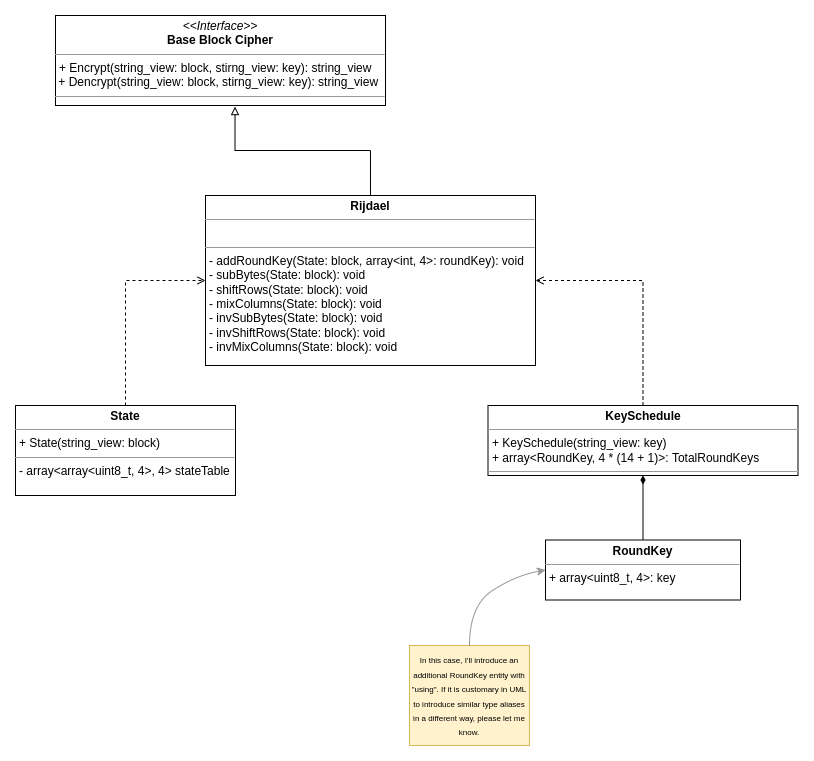 <<Interface>>
Base Block Cipher
+ Encrypt(string_view: block, stirng_view: key): string_view
+ Dencrypt(string_view: block, stirng_view: key): string_view
Rijdael
- addRoundKey(State: block, array<int, 4>: roundKey): void
- subBytes(State: block): void
- shiftRows(State: block): void
- mixColumns(State: block): void
- invSubBytes(State: block): void
- invShiftRows(State: block): void
- invMixColumns(State: block): void
State
+ State(string_view: block)
- array<array<uint8_t, 4>, 4> stateTable
KeySchedule
+ KeySchedule(string_view: key)
+ array<RoundKey, 4 * (14 + 1)>: TotalRoundKeys
RoundKey
+ array<uint8_t, 4>: key
In this case, I'll introduce an
additional RoundKey entity with
"using". If it is customary in UML
to introduce similar type aliases
in a different way, please let me
know.